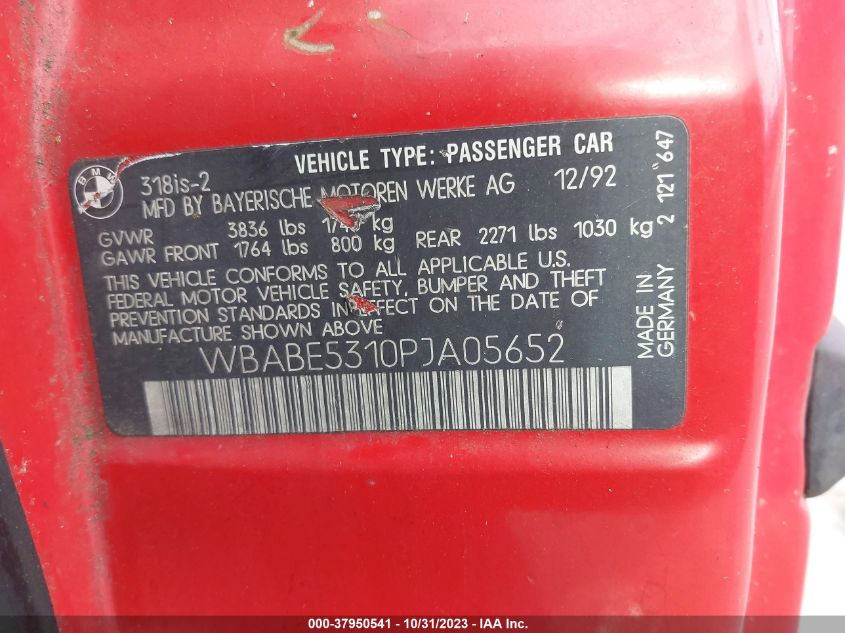 BMW
318is-2 VEHICLE TYPE: PASSENGER CAR
MFD BY BAYERISCHE MOTOREN WERKE AG 12/92
GVWR 3836 lbs kg
GAWR FRONT 1764 lbs 800 kg REAR 2271 lbs 1030 kg
THIS VEHICLE CONFORMS TO ALL APPLICABLE U.S.
FEDERAL MOTOR VEHICLE SAFETY, BUMPER AND THEFT
PREVENTION STANDARDS IN EFFECT ON THE DATE OF
MANUFACTURE SHOWN ABOVE
WBABE5310PJA05652
2 121 647
MADE IN
GERMANY
000-37950541 - 10/31/2023 - IAA Inc.